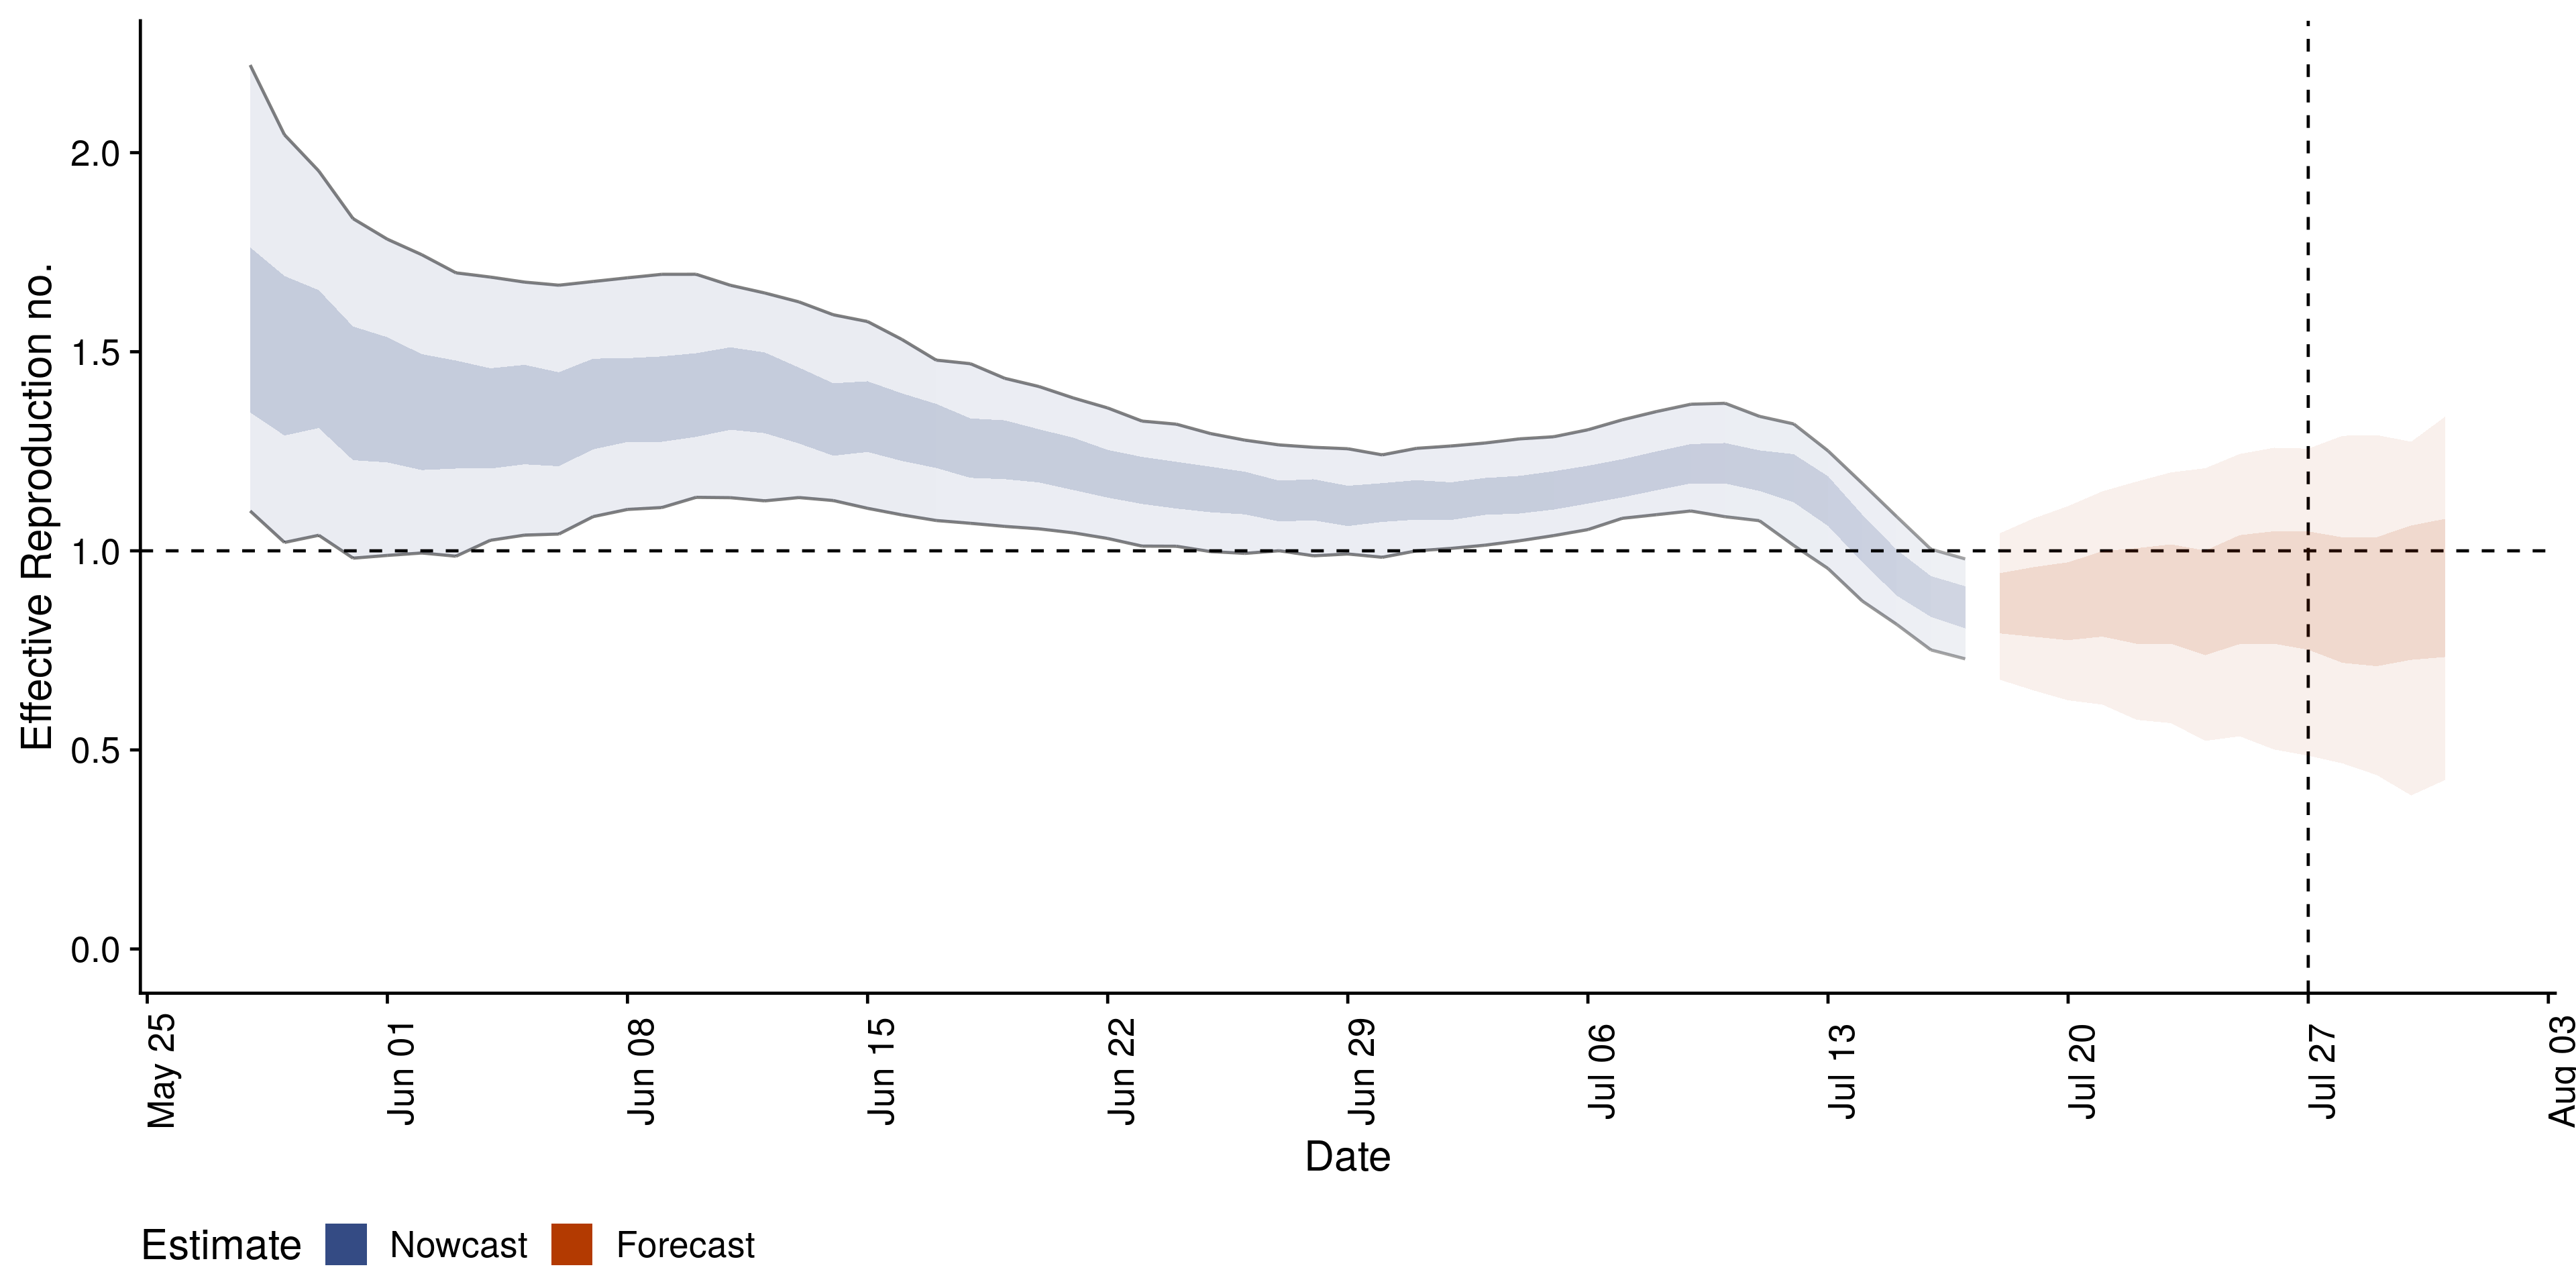 Effective Reproduction no.
2.0
1.5
1.0
0.5
0.0
May 25
Jun 01
Jun 08
Jun 15
Jun 22
Jun 29
Jul 06
Jul 13
Jul 20
Jul 27
Aug 03
Date
Estimate Nowcast Forecast